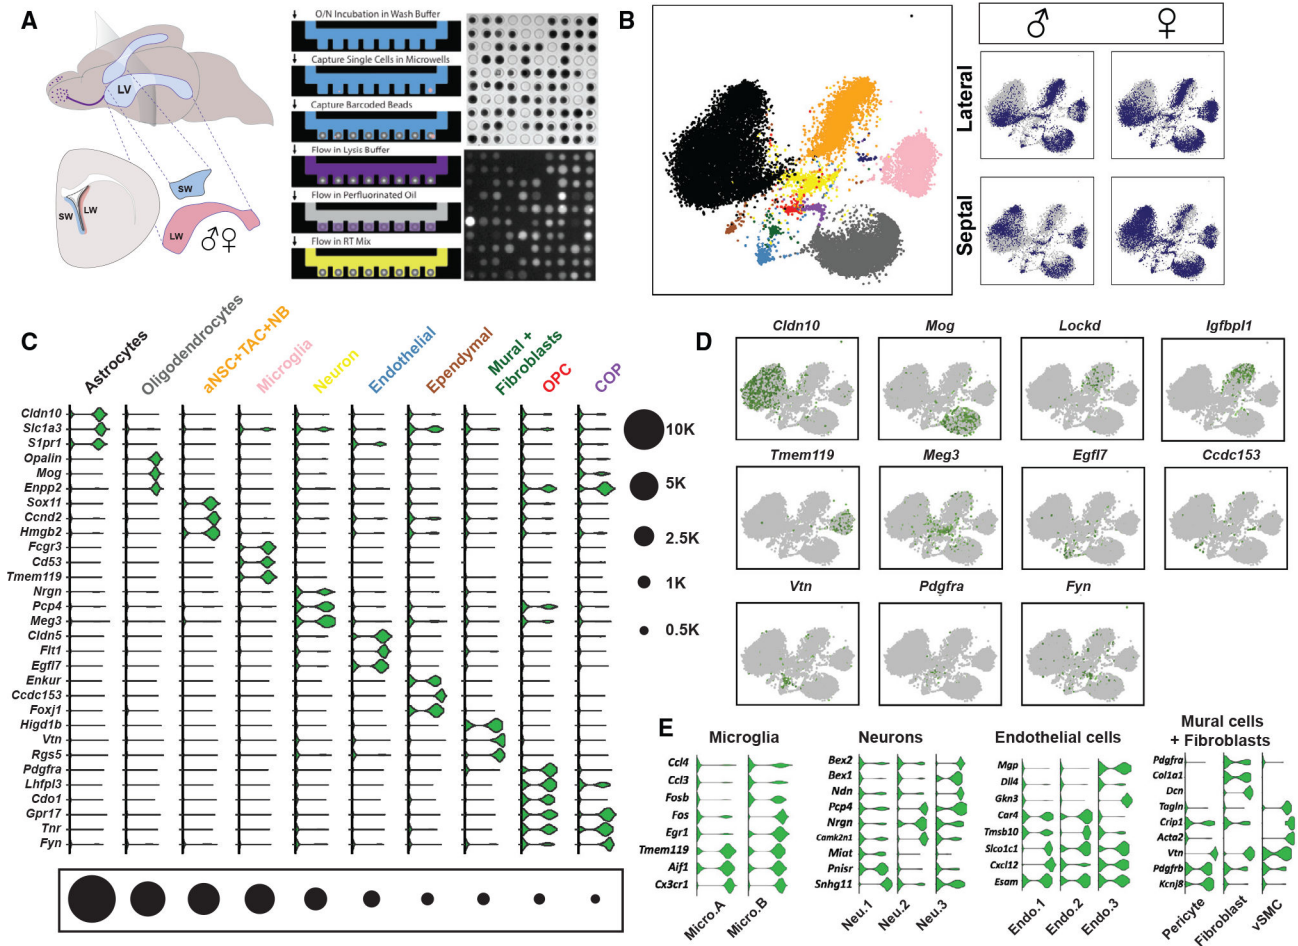 A
LV
SW
LW
SW
LW
♂♀
O/N Incubation in Wash Buffer
Capture Single Cells in Microwells
Capture Barcoded Beads
Flow in Lysis Buffer
Flow in Perfluorinated Oil
Flow in RT Mix
B
♂ ♀
Lateral
Septal
C
Astrocytes
Oligodendrocytes
aNSC+TAC+NB
Microglia
Neuron
Endothelial
Ependymal
Mural +
Fibroblasts
OPC
COP
Cldn10
Slc1a3
S1pr1
Opalin
Mog
Enpp2
Sox11
Ccnd2
Hmgb2
Fcgr3
Cd53
Tmem119
Nrgn
Pcp4
Meg3
Cldn5
Flt1
Egfl7
Enkur
Ccdc153
Foxj1
Higd1b
Vtn
Rgs5
Pdgfra
Lhfpl3
Cdo1
Gpr17
Tnr
Fyn
10K
5K
2.5K
1K
0.5K
D
Cldn10 Mog Lockd Igfbpl1
Tmem119 Meg3 Egfl7 Ccdc153
Vtn Pdgfra Fyn
E
Microglia
Ccl4
Ccl3
Fosb
Fos
Egr1
Tmem119
Aif1
Cx3cr1
Micro.A
Micro.B
Neurons
Bex2
Bex1
Ndn
Pcp4
Nrgn
Camk2n1
Miat
Pnisr
Snhg11
Neu.1
Neu.2
Neu.3
Endothelial cells
Mgp
Dll4
Gkn3
Car4
Tmsb10
Slco1c1
Cxcl12
Esam
Endo.1
Endo.2
Endo.3
Mural cells
+ Fibroblasts
Pdgfra
Col1a1
Dcn
Tagln
Crip1
Acta2
Vtn
Pdgfrb
Kcnj8
Pericyte
Fibroblast
vSMC